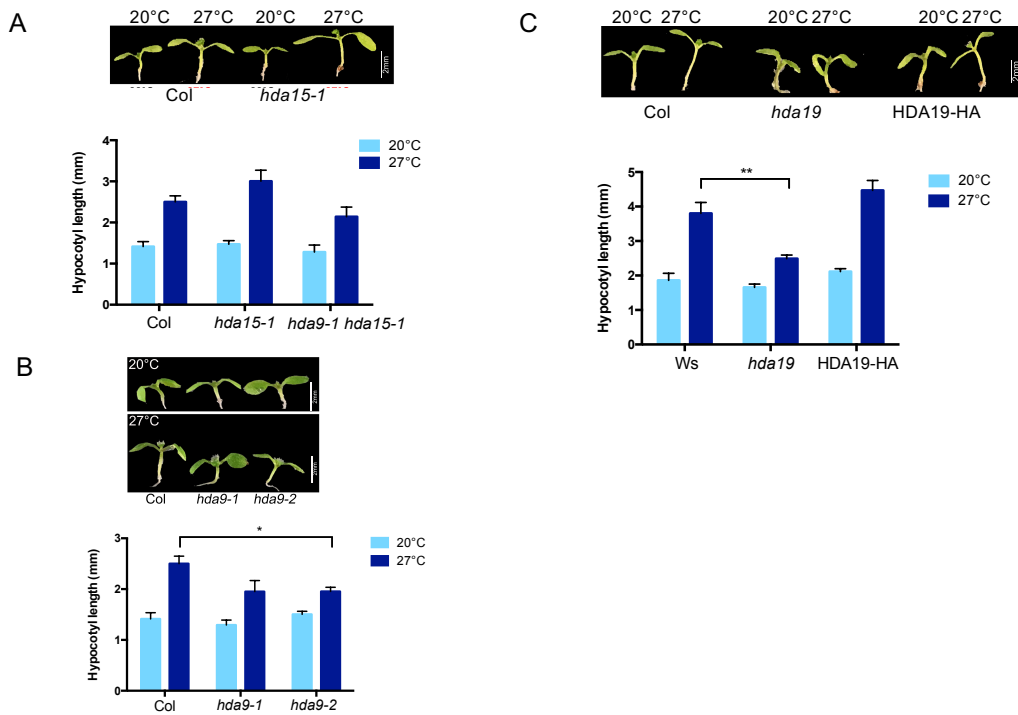 A
20°C 27°C 20°C 27°C
2mm
Col hda15-1
Hypocotyl length (mm)
4
3
2
1
0
20°C
27°C
Col hda15-1 hda9-1 hda15-1
B
20°C
2mm
27°C
2mm
Col hda9-1 hda9-2
Hypocotyl length (mm)
3
2
1
0
*
20°C
27°C
Col hda9-1 hda9-2
C
20°C 27°C 20°C 27°C 20°C 27°C
2mm
Col hda19 HDA19-HA
Hypocotyl length (mm)
5
4
3
2
1
0
**
20°C
27°C
Ws hda19 HDA19-HA